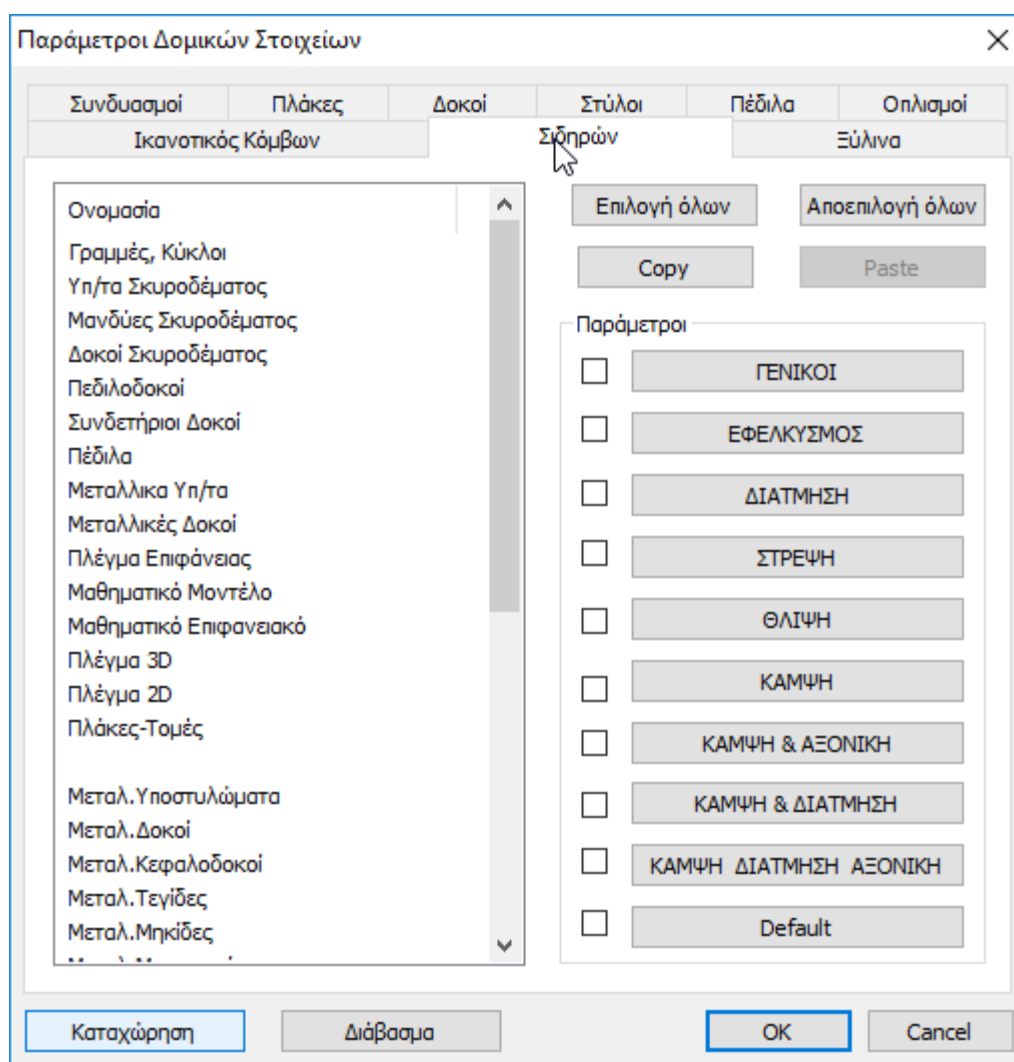 Παράμετροι Δομικών Στοιχείων
Συνδυασμοί Πλάκες Δοκοί Στύλοι Πέδιλα Οπλισμοί
Ικανοτικός Κόμβων Σιδηρών Ξύλινα
Ονομασία
Γραμμές, Κύκλοι
Υπ/τα Σκυροδέματος
Μανδύες Σκυροδέματος
Δοκοί Σκυροδέματος
Πεδιλοδοκοί
Συνδετήριοι Δοκοί
Πέδιλα
Μεταλλικα Υπ/τα
Μεταλλικές Δοκοί
Πλέγμα Επιφάνειας
Μαθηματικό Μοντέλο
Μαθηματικό Επιφανειακό
Πλέγμα 3D
Πλέγμα 2D
Πλάκες-Τομές
Μεταλ.Υποστυλώματα
Μεταλ.Δοκοί
Μεταλ.Κεφαλοδοκοί
Μεταλ.Τεγίδες
Μεταλ.Μηκίδες
Επιλογή όλων Αποεπιλογή όλων
Copy Paste
Παράμετροι
ΓΕΝΙΚΟΙ
ΕΦΕΛΚΥΣΜΟΣ
ΔΙΑΤΜΗΣΗ
ΣΤΡΕΨΗ
ΘΛΙΨΗ
ΚΑΜΨΗ
ΚΑΜΨΗ & ΑΞΟΝΙΚΗ
ΚΑΜΨΗ & ΔΙΑΤΜΗΣΗ
ΚΑΜΨΗ ΔΙΑΤΜΗΣΗ ΑΞΟΝΙΚΗ
Default
Καταχώρηση Διάβασμα OK Cancel